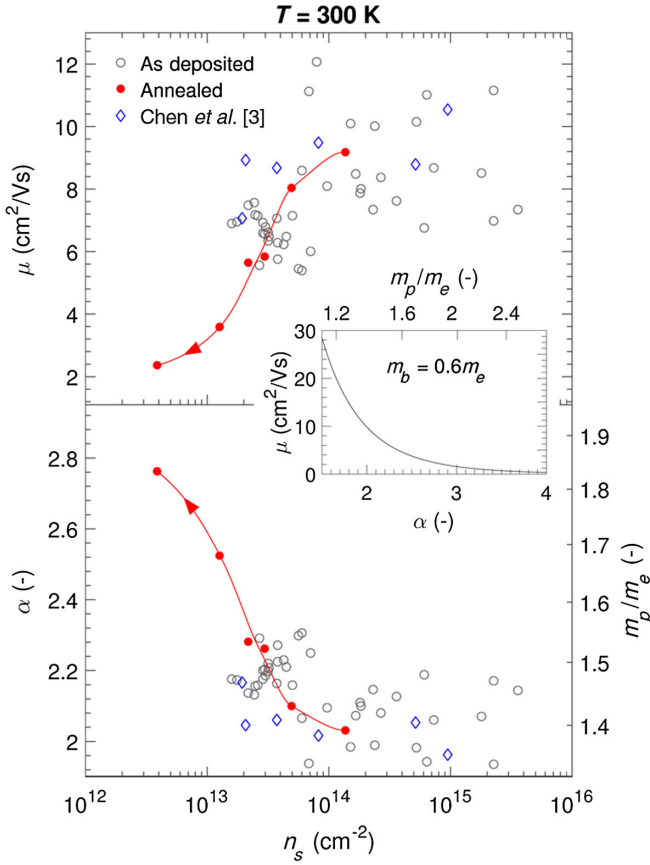 T = 300 K
12
10
8
6
4
2
μ (cm²/Vs)
As deposited
Annealed
Chen et al. [3]
m_p/m_e (-)
1.2 1.6 2 2.4
30
20
10
0
μ (cm²/Vs)
m_b = 0.6m_e
2 3 4
α (-)
2.8
2.6
2.4
2.2
2
α (-)
1.9
1.8
1.7
1.6
1.5
1.4
m_p/m_e (-)
10¹² 10¹³ 10¹⁴ 10¹⁵ 10¹⁶
n_s (cm⁻²)